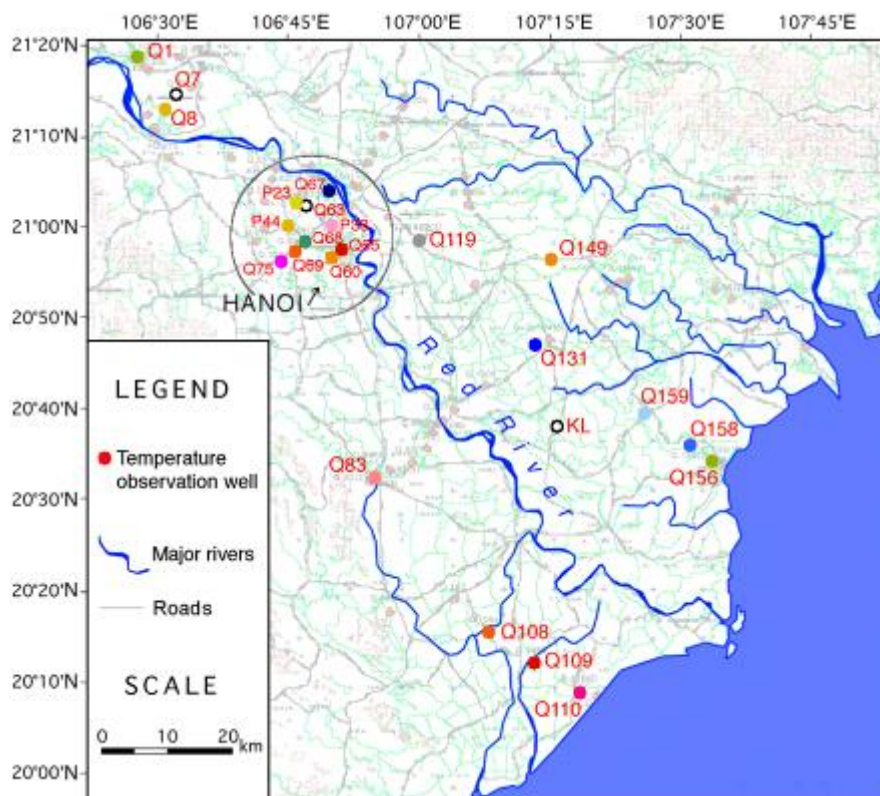 106°30'E 106°45'E 107°00'E 107°15'E 107°30'E 107°45'E
21°20'N
21°10'N
21°00'N
20°50'N
20°40'N
20°30'N
20°20'N
20°10'N
20°00'N
Q1
Q7
Q8
Q67
P23
Q63
P44
Q68
Q55
Q75
Q69
Q60
HANOI
Q119
Q149
Q131
Red River
Q159
KL
Q158
Q156
Q83
Q108
Q109
Q110
LEGEND
Temperature
observation well
Major rivers
Roads
SCALE
0 10 20
km